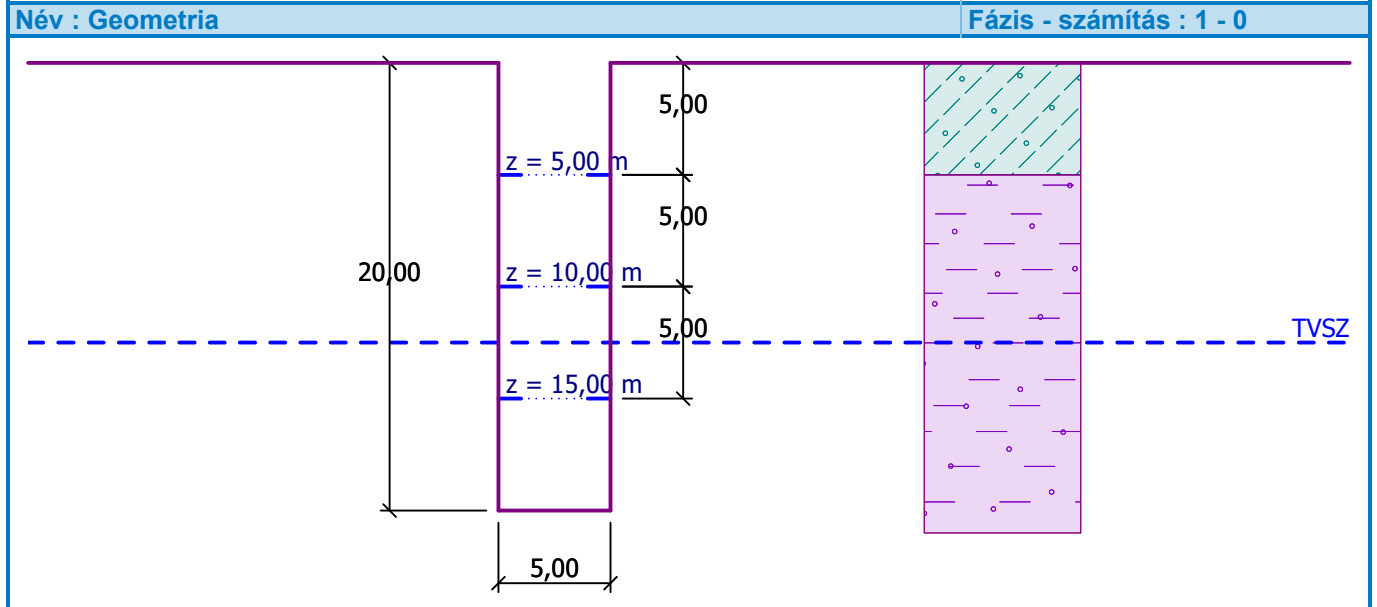 Név : Geometria
Fázis - számítás : 1 - 0
5,00
z = 5,00 m
5,00
20,00
z = 10,00 m
5,00
TVSZ
z = 15,00 m
5,00